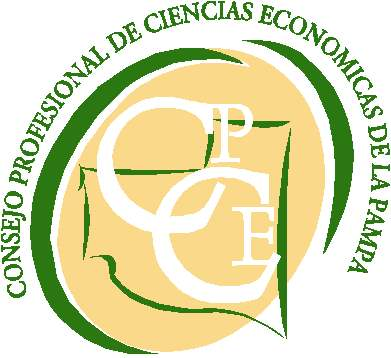 CONSEJO PROFESIONAL DE CIENCIAS ECONOMICAS DE LA PAMPA
CPCE